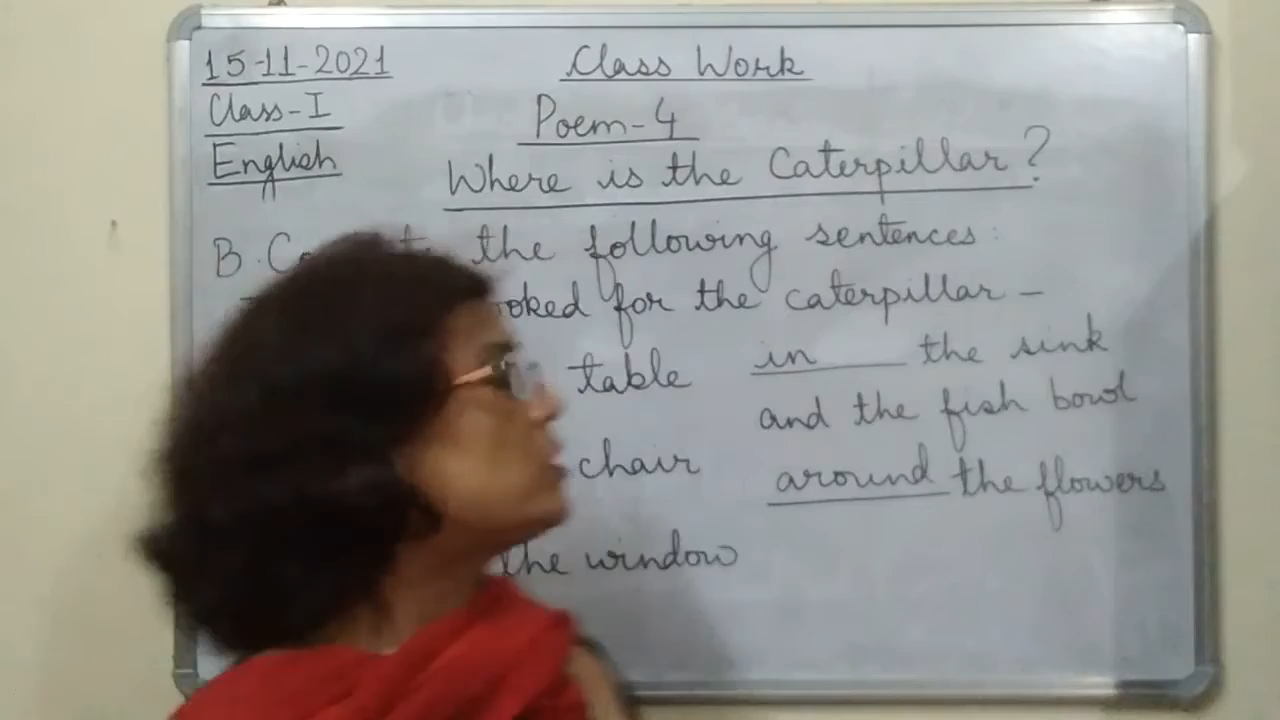 15-11-2021
Class Work
Class-I
Poem-4
English
Where is the Caterpillar?
B. the following sentences:
for the caterpillar -
table
in the sink
and the fish bowl
chair
around the flowers
the window